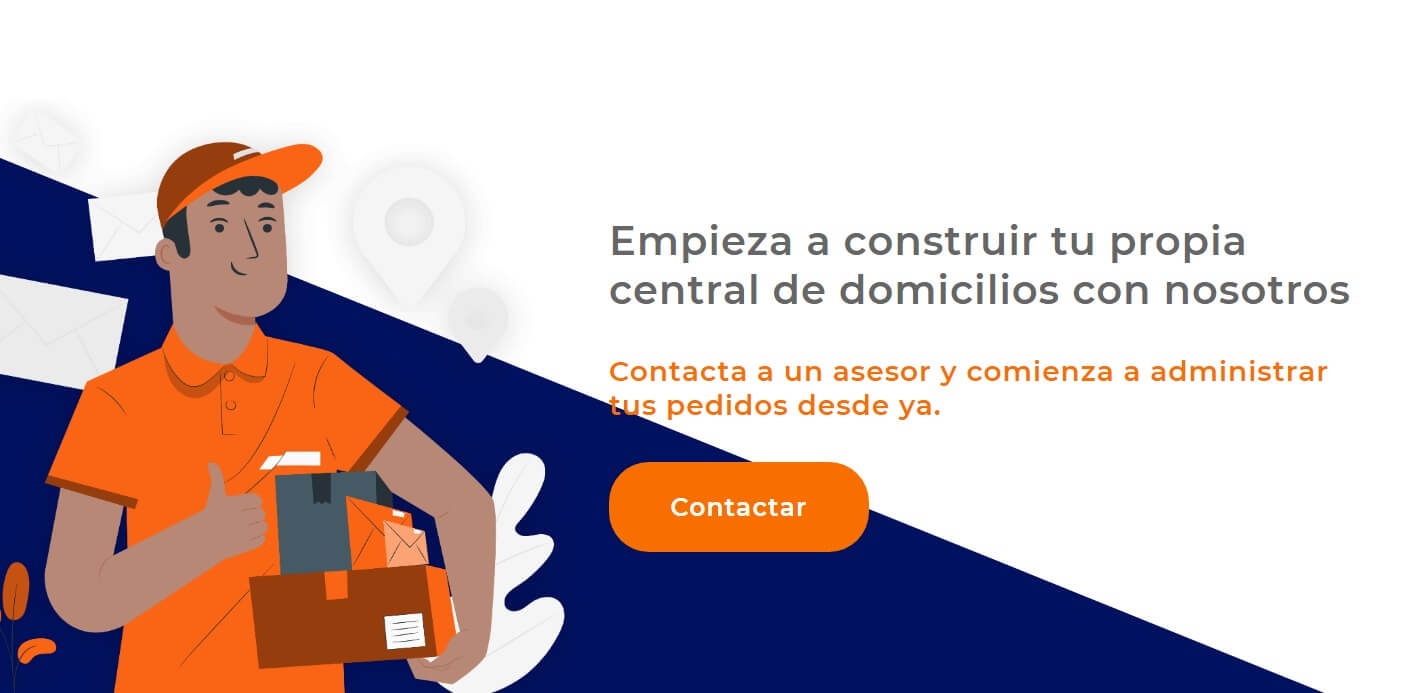 Empieza a construir tu propia
central de domicilios con nosotros
Contacta a un asesor y comienza a administrar
tus pedidos desde ya.
Contactar